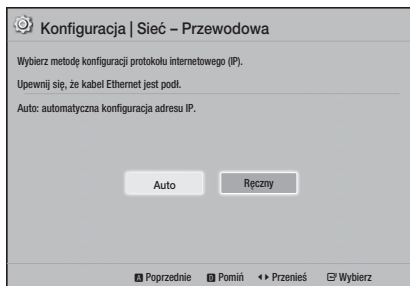 Konfiguracja | Sieć – Przewodowa
Wybierz metodę konfiguracji protokołu internetowego (IP).
Upewnij się, że kabel Ethernet jest podł.
Auto: automatyczna konfiguracja adresu IP.
Auto Ręczny
A Poprzednie D Pomiń Przenieś Wybierz